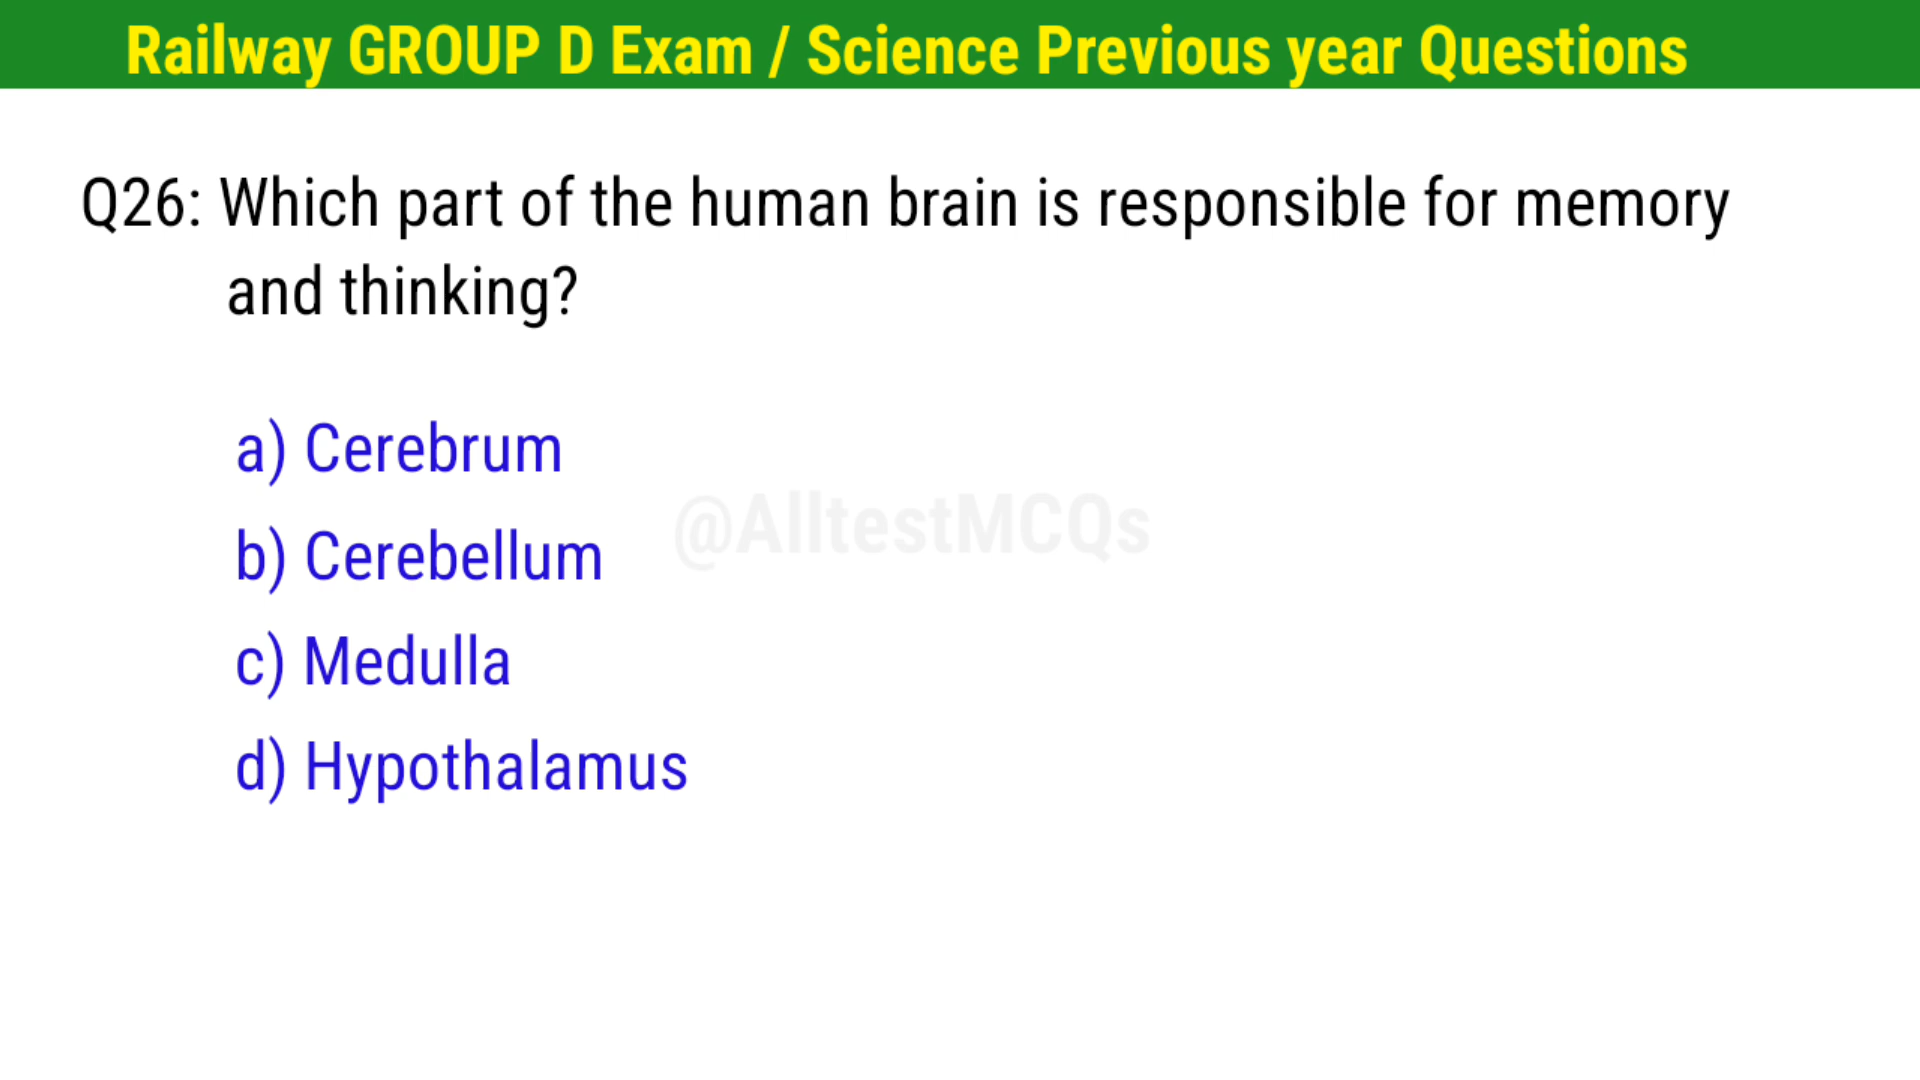 Railway GROUP D Exam / Science Previous year Questions
Q26: Which part of the human brain is responsible for memory
and thinking?
a) Cerebrum
@AlltestMCQs
b) Cerebellum
c) Medulla
d) Hypothalamus